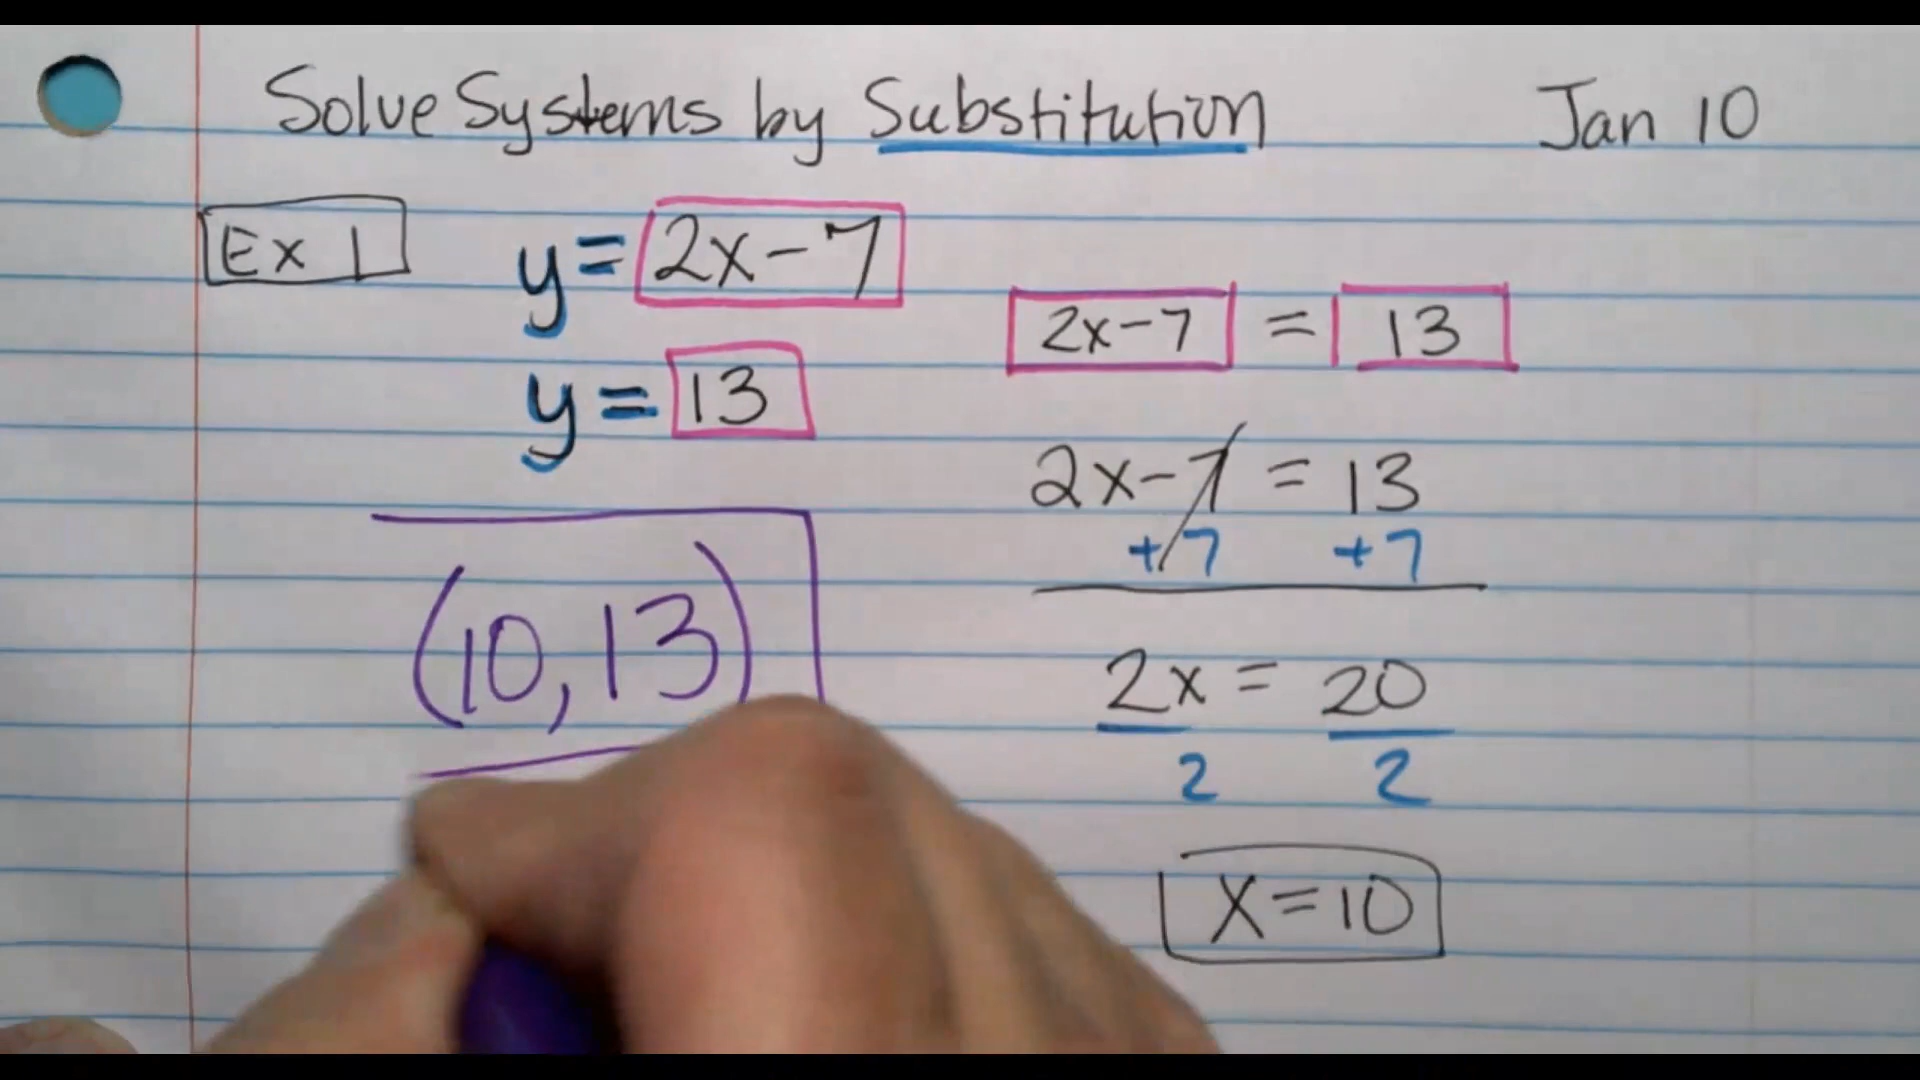 Solve Systems by Substitution Jan 10
Ex 1
y = 2x - 7
y = 13
(10, 13)
2x - 7 = 13
2x - 7 = 13
+7 +7
2x = 20
2 2
x = 10